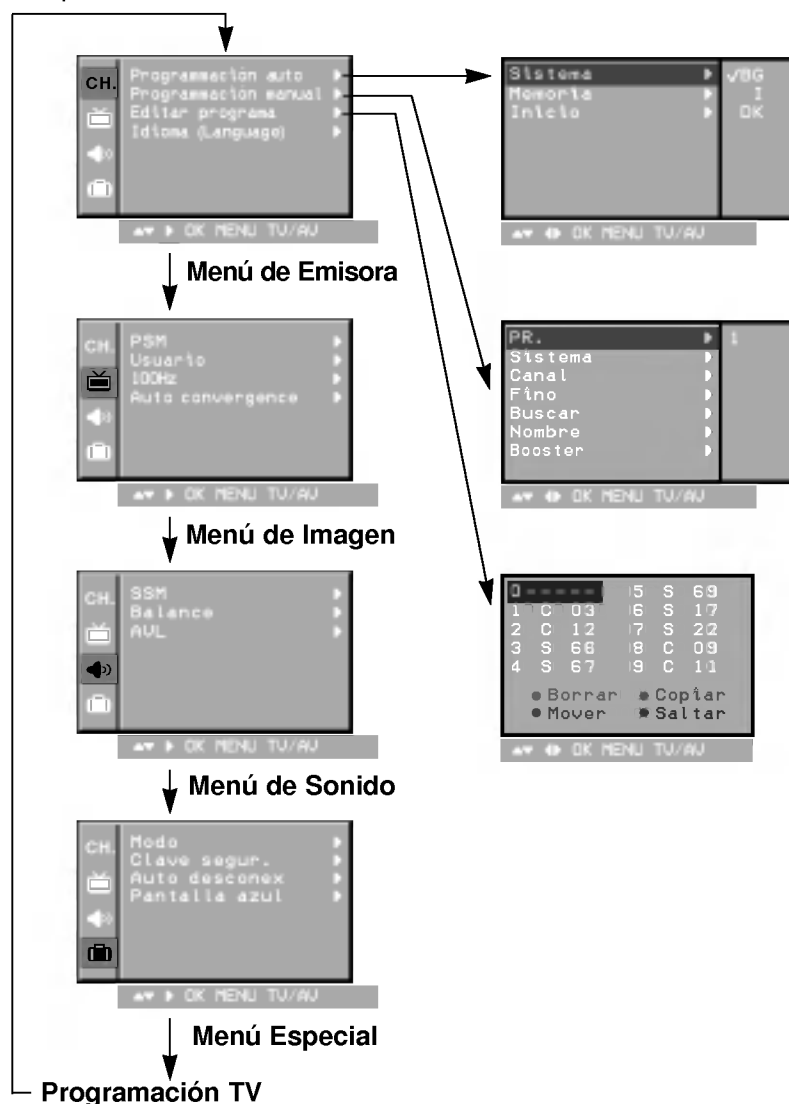 CH.
Programación auto
Programación manual
Editar programa
Idioma (Language)
OK MENU TV/AV
Sistema
√BG
Memoria
I
Inicio
OK
OK MENU TV/AV
Menú de Emisora
CH.
PSM
Usuario
100Hz
Auto convergence
OK MENU TV/AV
PR.
1
Sistema
Canal
Fino
Buscar
Nombre
Booster
OK MENU TV/AV
Menú de Imagen
CH.
SSM
Balance
AVL
OK MENU TV/AV
0 - - - - - 5 S 69
1 C 03 6 S 17
2 C 12 7 S 22
3 S 66 8 C 09
4 S 67 9 C 11
Borrar Copiar
Mover Saltar
OK MENU TV/AV
Menú de Sonido
CH.
Modo
Clave segur.
Auto desconex
Pantalla azul
OK MENU TV/AV
Menú Especial
Programación TV